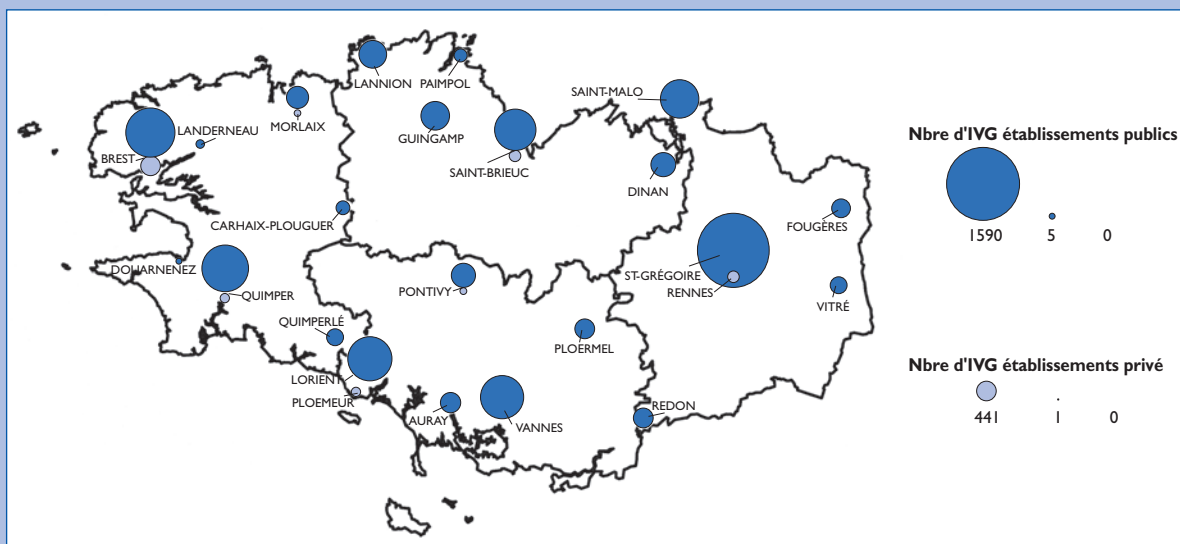 LANNION
PAIMPOL
SAINT-MALO
MORLAIX
LANDERNEAU
GUINGAMP
BREST
SAINT-BRIEUC
DINAN
CARHAIX-PLOUGUER
FOUGÈRES
DOUARNENEZ
ST-GRÉGOIRE
RENNES
QUIMPER
PONTIVY
VITRÉ
QUIMPERLÉ
PLOERMEL
LORIENT
PLOEMEUR
AURAY
VANNES
REDON
Nbre d'IVG établissements publics
1590 5 0
Nbre d'IVG établissements privé
441 1 0